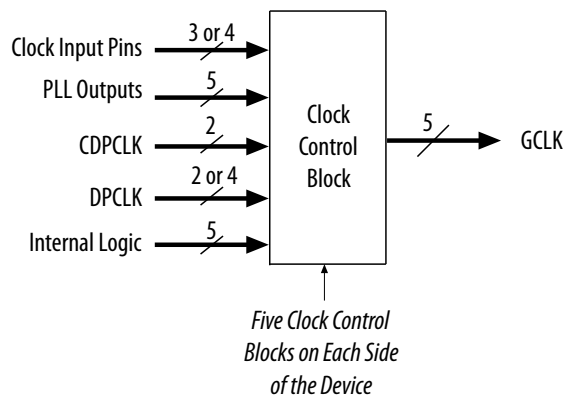 Clock Input Pins
3 or 4
PLL Outputs
5
CDPCLK
2
DPCLK
2 or 4
Internal Logic
5
Clock
Control
Block
5
GCLK
Five Clock Control
Blocks on Each Side
of the Device